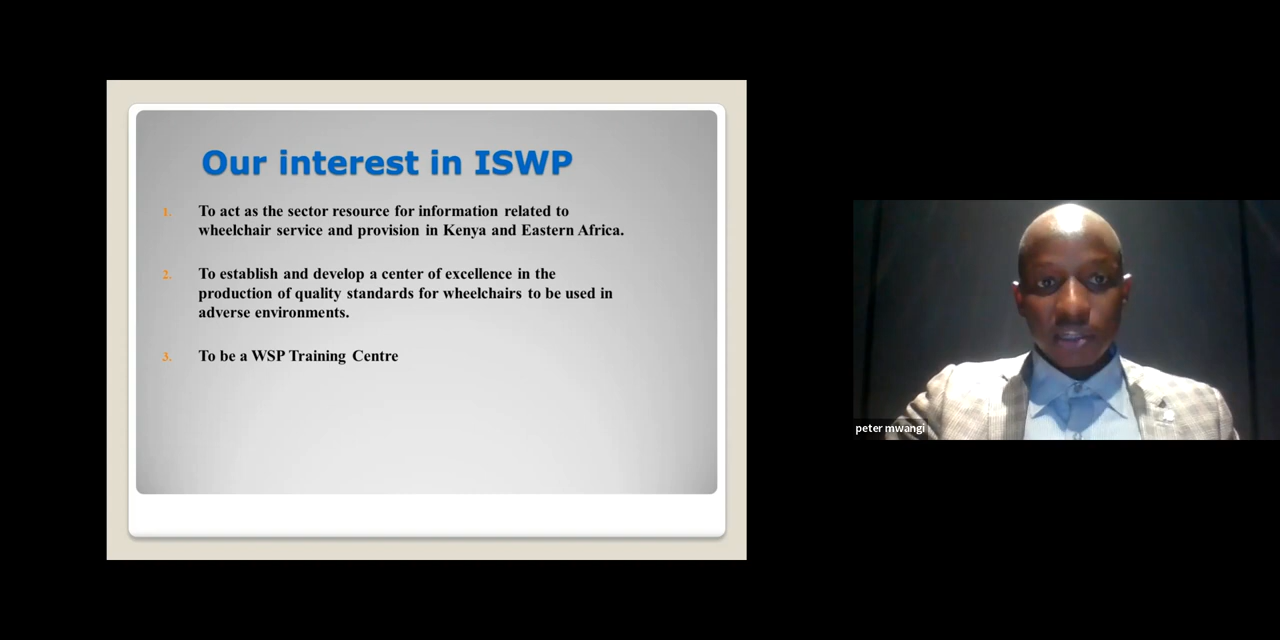 Our interest in ISWP
1. To act as the sector resource for information related to
wheelchair service and provision in Kenya and Eastern Africa.
2. To establish and develop a center of excellence in the
production of quality standards for wheelchairs to be used in
adverse environments.
3. To be a WSP Training Centre
peter mwangi